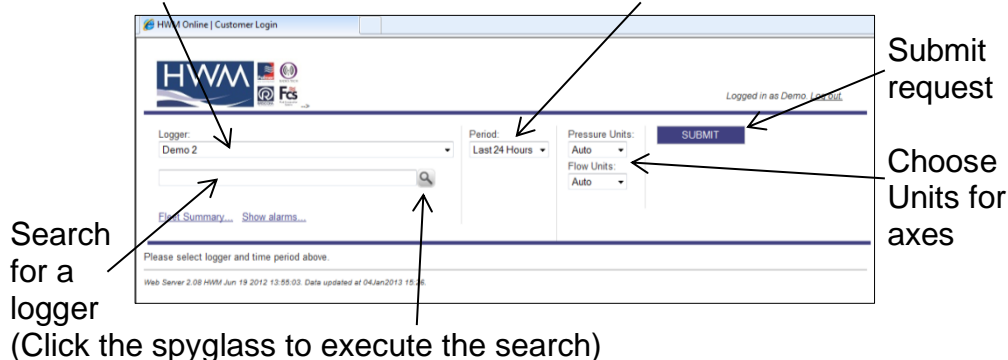 HWM Online | Customer Login
HWM
Fcs
Submit
request
Logged in as Demo. Log out.
Logger:
Demo 2
Period:
Last 24 Hours
Pressure Units:
Auto
Flow Units:
Auto
SUBMIT
Choose
Units for
axes
Fleet Summary... Show alarms...
Search
for a
logger
Please select logger and time period above.
Web Server 2.08 HWM Jun 19 2012 13:55:03. Data updated at 04Jan2013 15:26.
(Click the spyglass to execute the search)